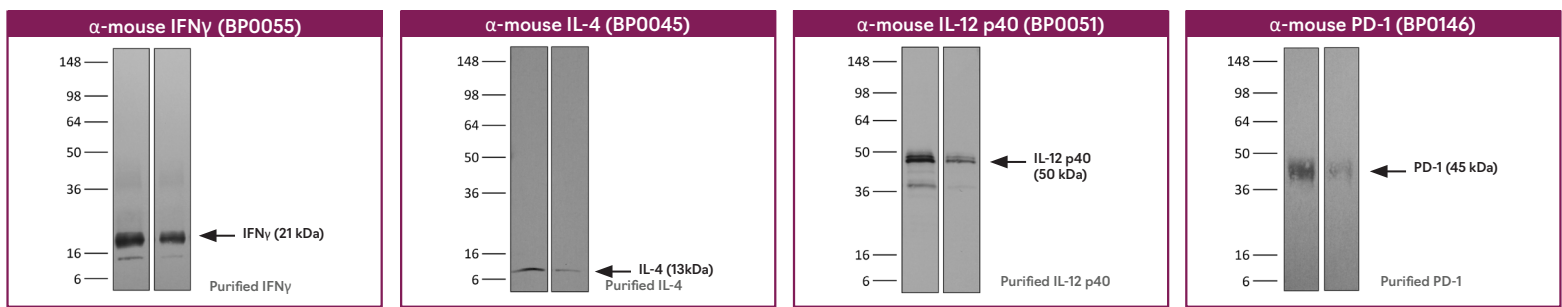 α-mouse IFNγ (BP0055)
148
98
64
50
36
16
6
IFNγ (21 kDa)
Purified IFNγ
α-mouse IL-4 (BP0045)
148
98
64
50
36
16
6
IL-4 (13kDa)
Purified IL-4
α-mouse IL-12 p40 (BP0051)
148
98
64
50
36
16
6
IL-12 p40
(50 kDa)
Purified IL-12 p40
α-mouse PD-1 (BP0146)
148
98
64
50
36
16
6
PD-1 (45 kDa)
Purified PD-1